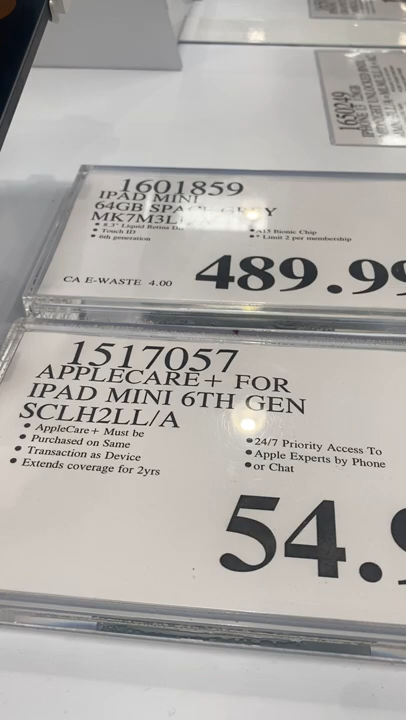 1650249
1601859
IPAD MINI
64GB SPACE GREY
MK7M3L
• 8.3" Liquid Retina
• Touch ID
• 6th generation
• A15 Bionic Chip
• * Limit 2 per membership
CA E-WASTE 4.00
489.99
1517057
APPLECARE+ FOR
IPAD MINI 6TH GEN
SCLH2LL/A
• AppleCare+ Must be
• Purchased on Same
• Transaction as Device
• Extends coverage for 2yrs
• 24/7 Priority Access To
• Apple Experts by Phone
• or Chat
54.9